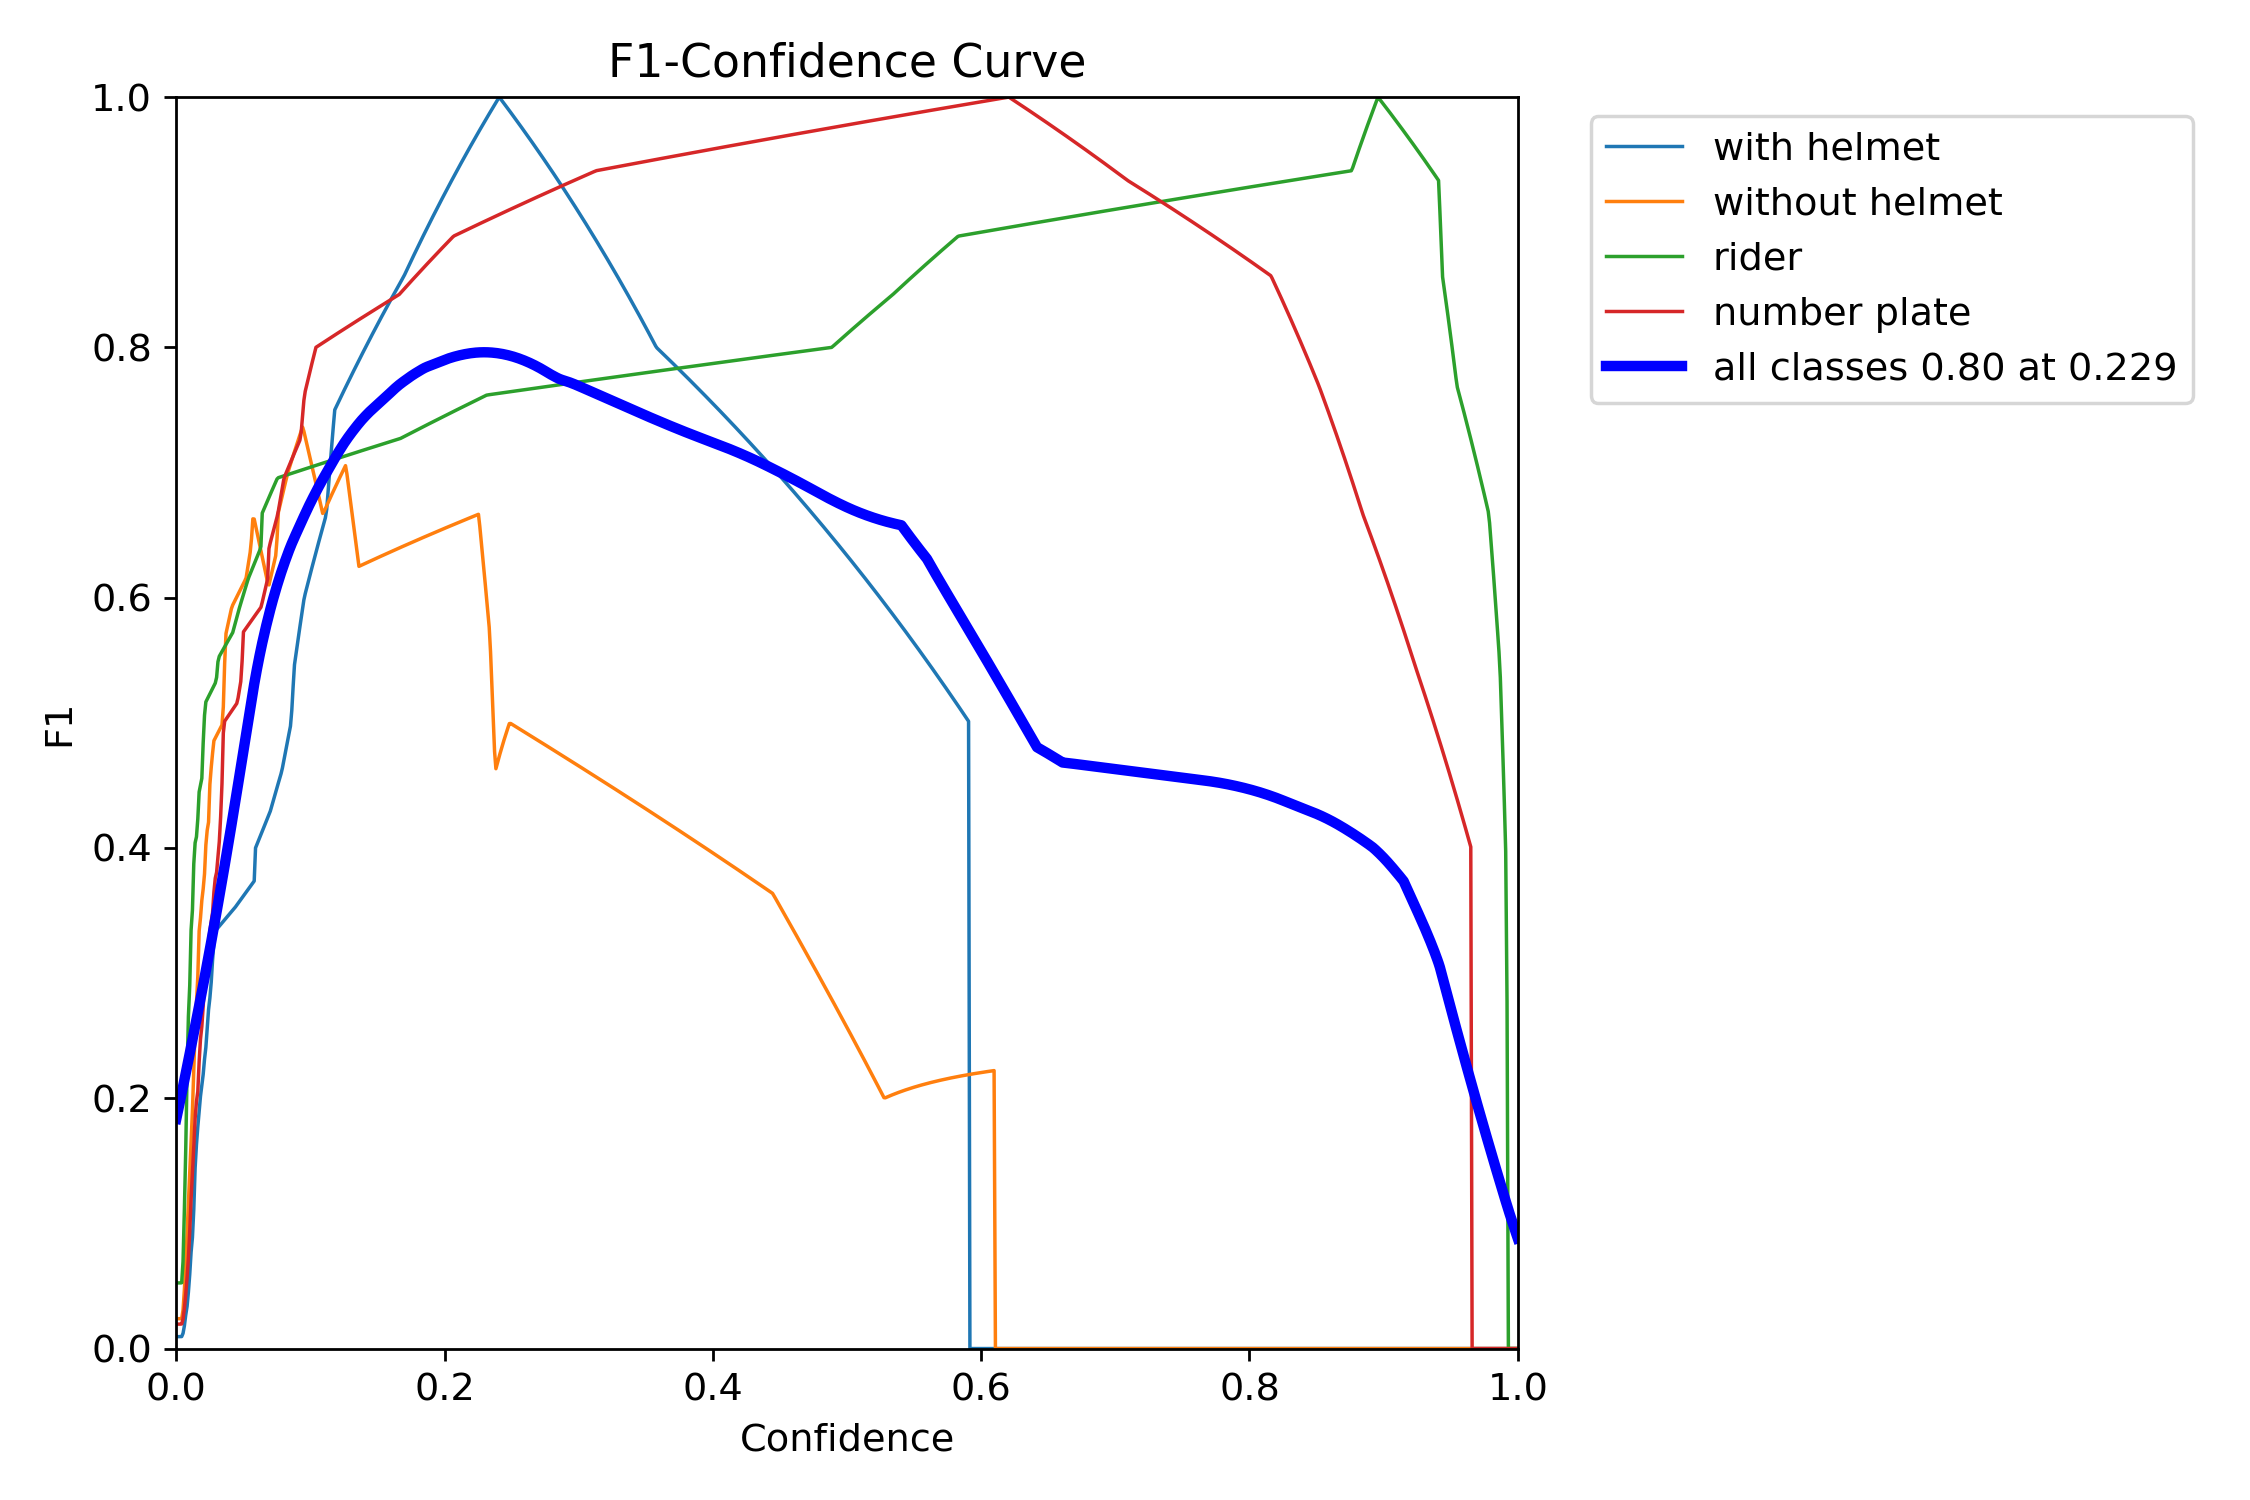 F1-Confidence Curve
1.0
0.8
0.6
0.4
0.2
0.0
F1
0.0 0.2 0.4 0.6 0.8 1.0
Confidence
with helmet
without helmet
rider
number plate
all classes 0.80 at 0.229